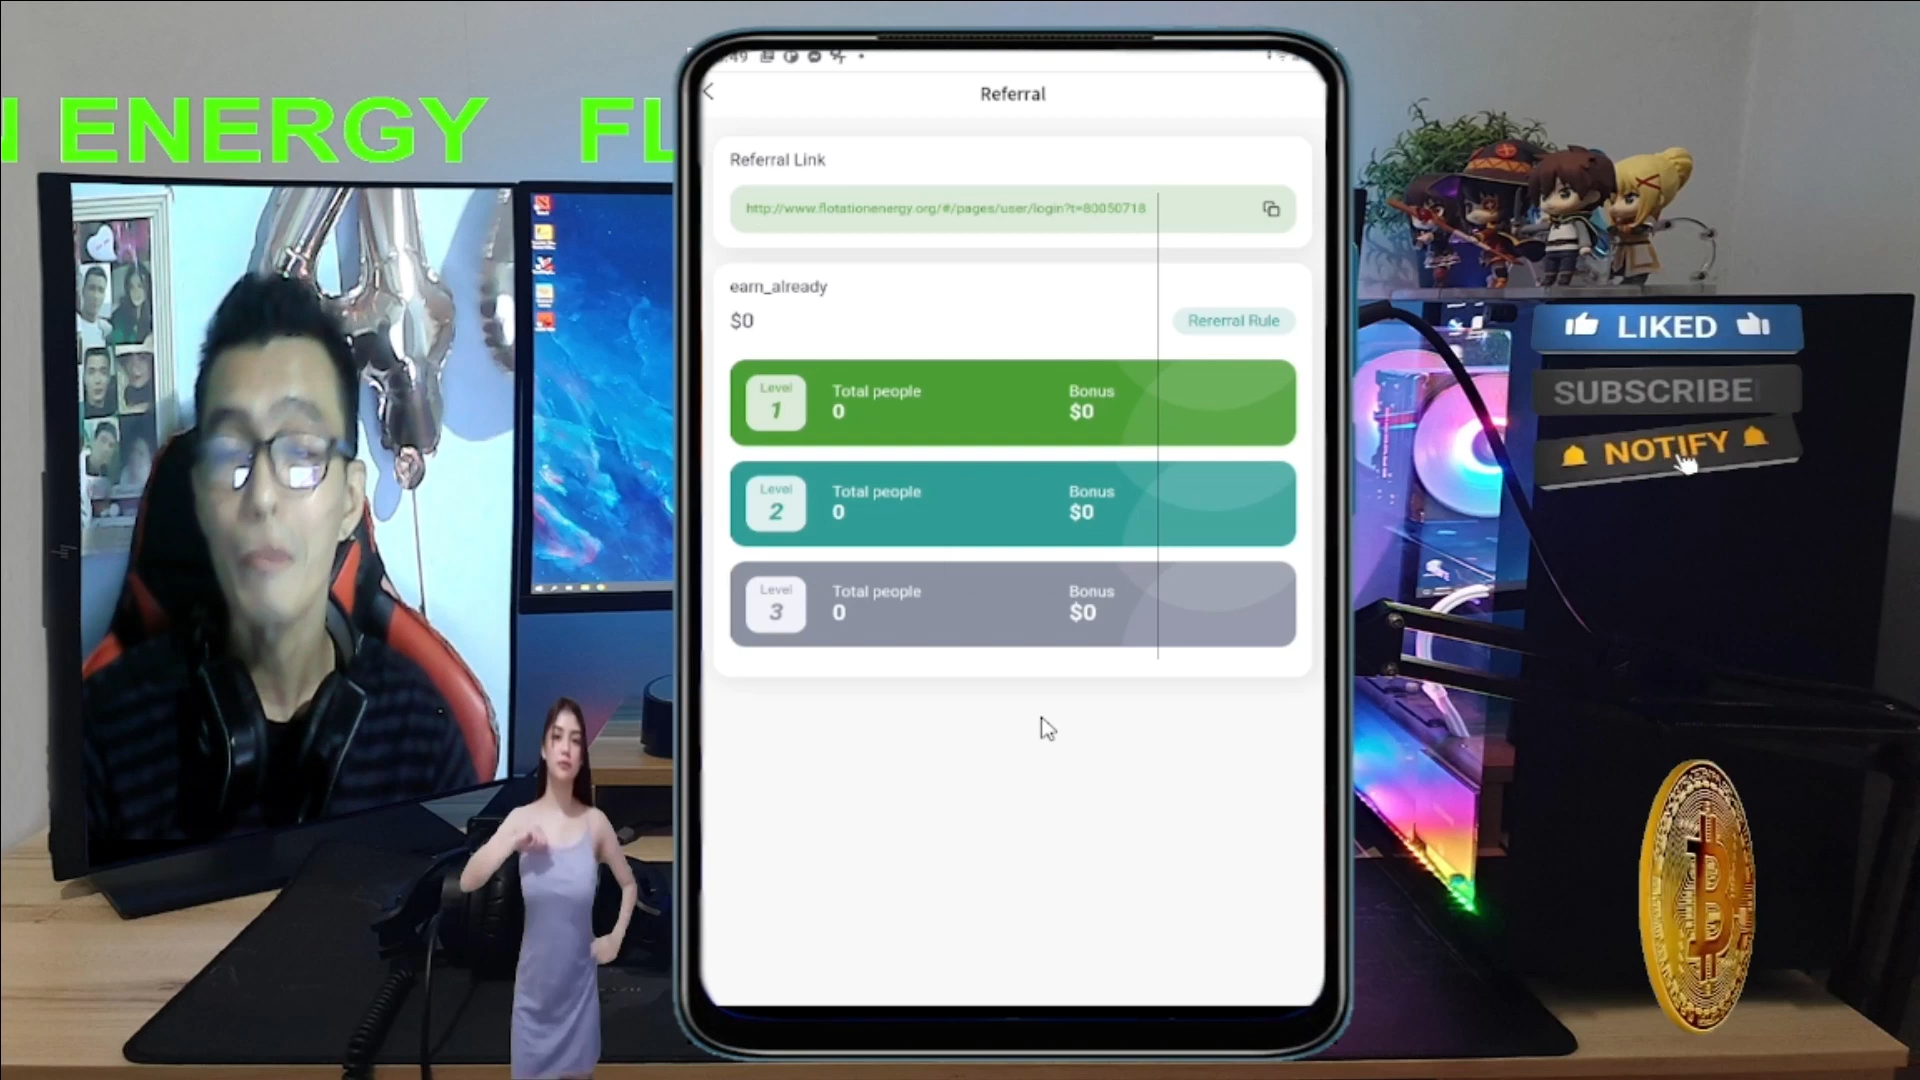 N ENERGY FL
:49
Referral
Referral Link
http://www.flotationenergy.org/#/pages/user/login?t=80050718
earn_already
$0
Rererral Rule
Level
1
Total people
0
Bonus
$0
Level
2
Total people
0
Bonus
$0
Level
3
Total people
0
Bonus
$0
LIKED
SUBSCRIBE
NOTIFY